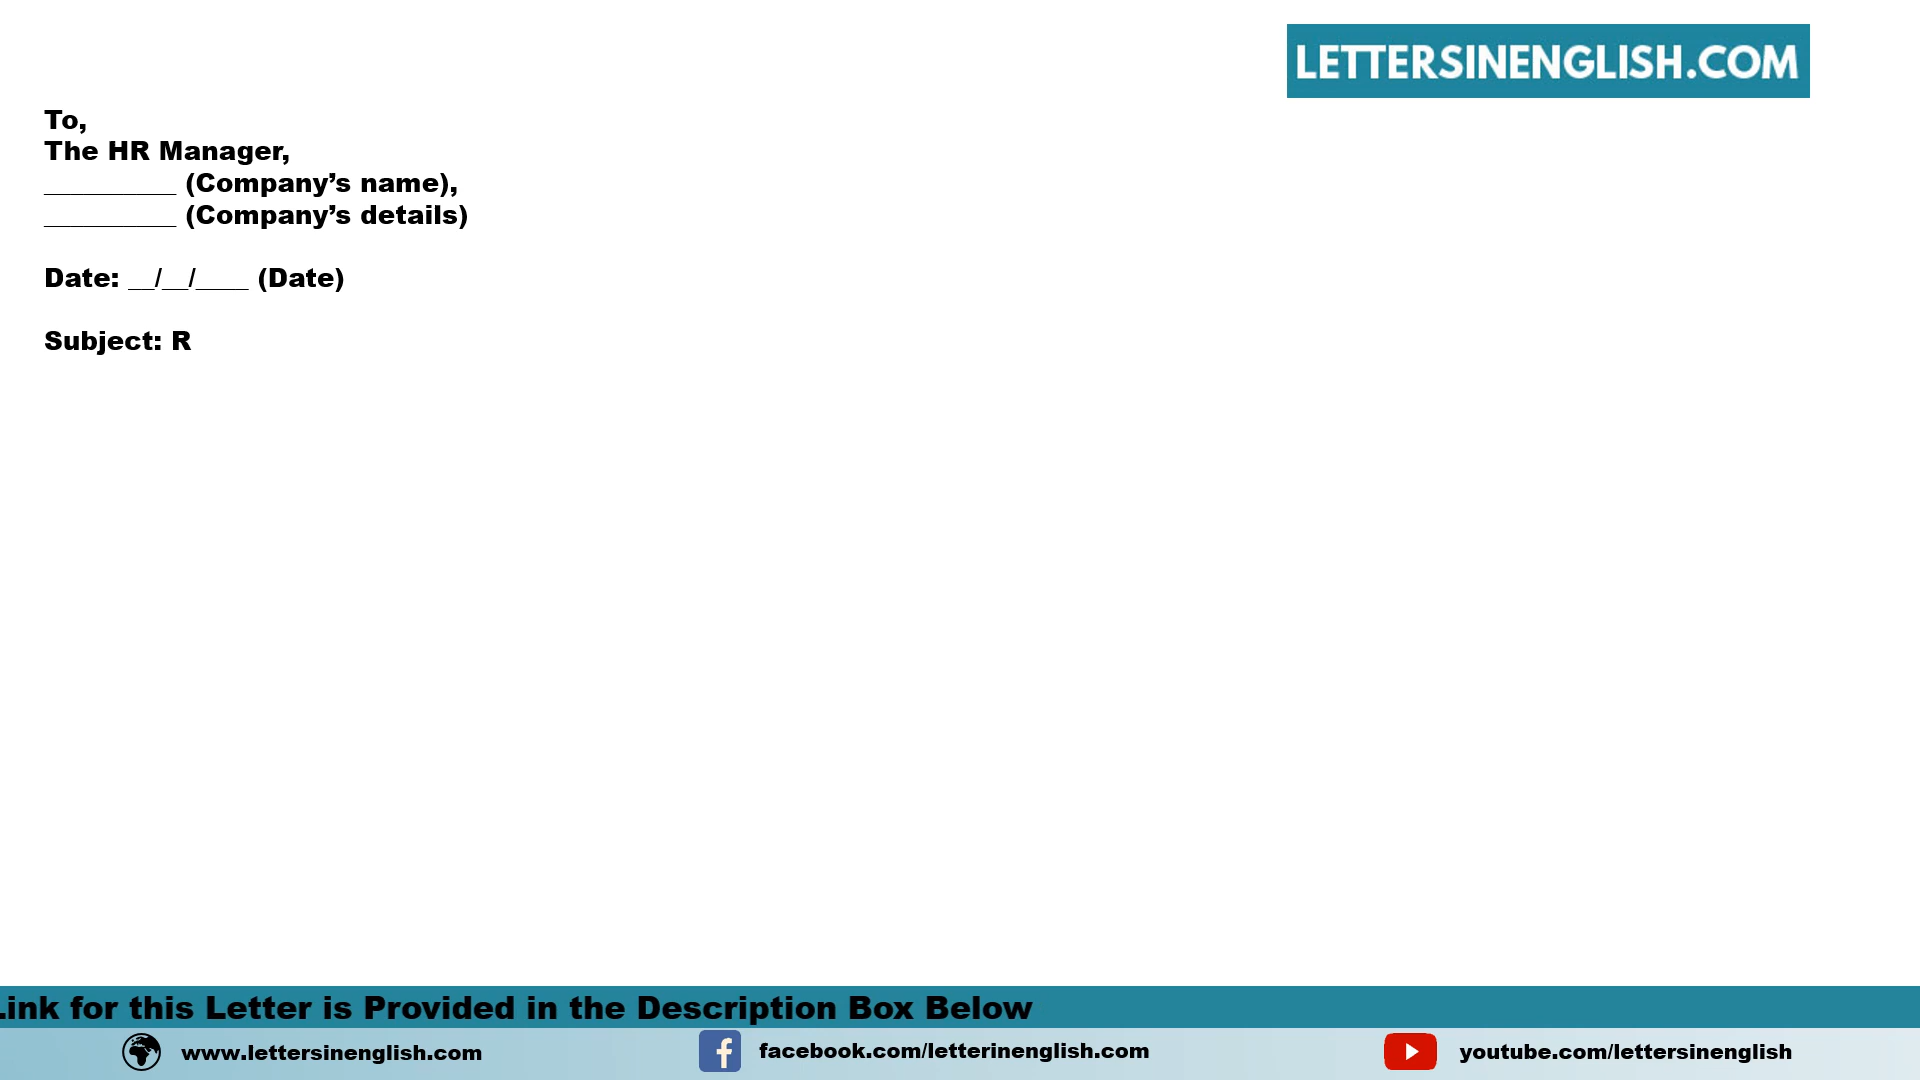 LETTERSINENGLISH.COM
To,
The HR Manager,
__________ (Company’s name),
__________ (Company’s details)
Date: __/__/____ (Date)
Subject: R
Link for this Letter is Provided in the Description Box Below
www.lettersinenglish.com
facebook.com/letterinenglish.com
youtube.com/lettersinenglish